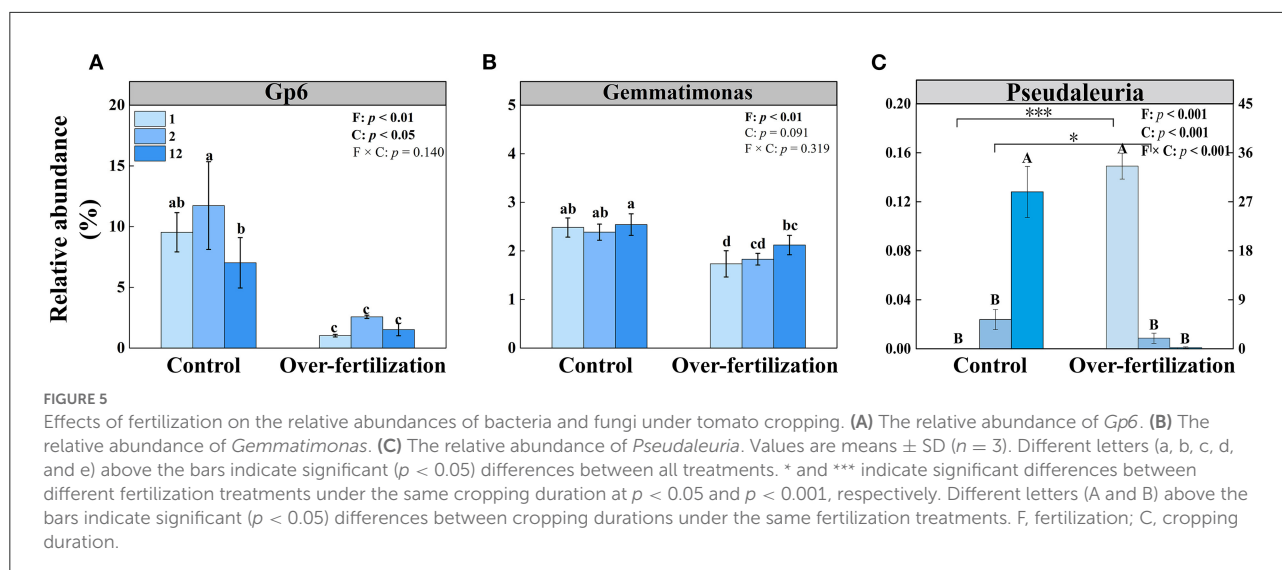 A
B
C
Gp6
Gemmatimonas
Pseudaleuria
20
15
10
5
0
1
2
12
F: p < 0.01
C: p < 0.05
F × C: p = 0.140
ab
a
b
c
c
c
Control
Over-fertilization
Relative abundance
(%)
5
4
3
2
1
0
F: p < 0.01
C: p = 0.091
F × C: p = 0.319
ab
ab
a
d
cd
bc
Control
Over-fertilization
0.20
0.16
0.12
0.08
0.04
0.00
45
36
27
18
9
0
F: p < 0.001
C: p < 0.001
F × C: p < 0.001
***
*
B
B
A
A
B
B
Control
Over-fertilization
FIGURE 5
Effects of fertilization on the relative abundances of bacteria and fungi under tomato cropping. (A) The relative abundance of Gp6. (B) The
relative abundance of Gemmatimonas. (C) The relative abundance of Pseudaleuria. Values are means ± SD (n = 3). Different letters (a, b, c, d,
and e) above the bars indicate significant (p < 0.05) differences between all treatments. * and *** indicate significant differences between
different fertilization treatments under the same cropping duration at p < 0.05 and p < 0.001, respectively. Different letters (A and B) above the
bars indicate significant (p < 0.05) differences between cropping durations under the same fertilization treatments. F, fertilization; C, cropping
duration.